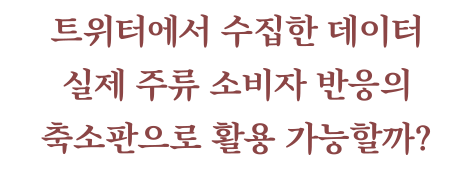 트위터에서 수집한 데이터
실제 주류 소비자 반응의
축소판으로 활용 가능할까?